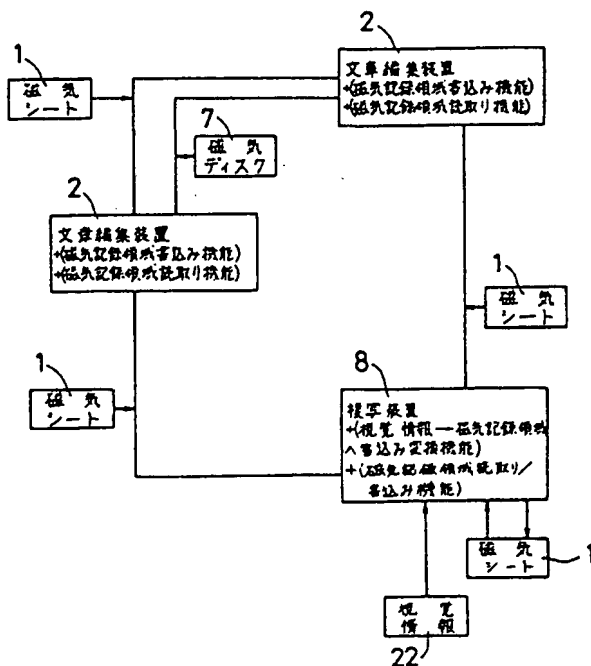 1
磁気
シート
2
文章編集装置
+(磁気記録領域書込み機能)
+(磁気記録領域読取り機能)
7
磁気
ディスク
2
文章編集装置
+(磁気記録領域書込み機能)
+(磁気記録領域読取り機能)
1
磁気
シート
1
磁気
シート
8
複写装置
+(視覚情報→磁気記録領域
へ書込み変換機能)
+(磁気記録領域読取り/
書込み機能)
磁気
シート
1
視覚
情報
22